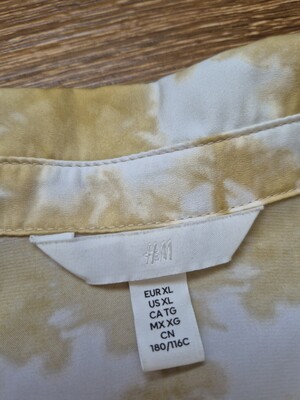 H&M
EUR XL
US XL
CA TG
MX XG
CN
180/116C